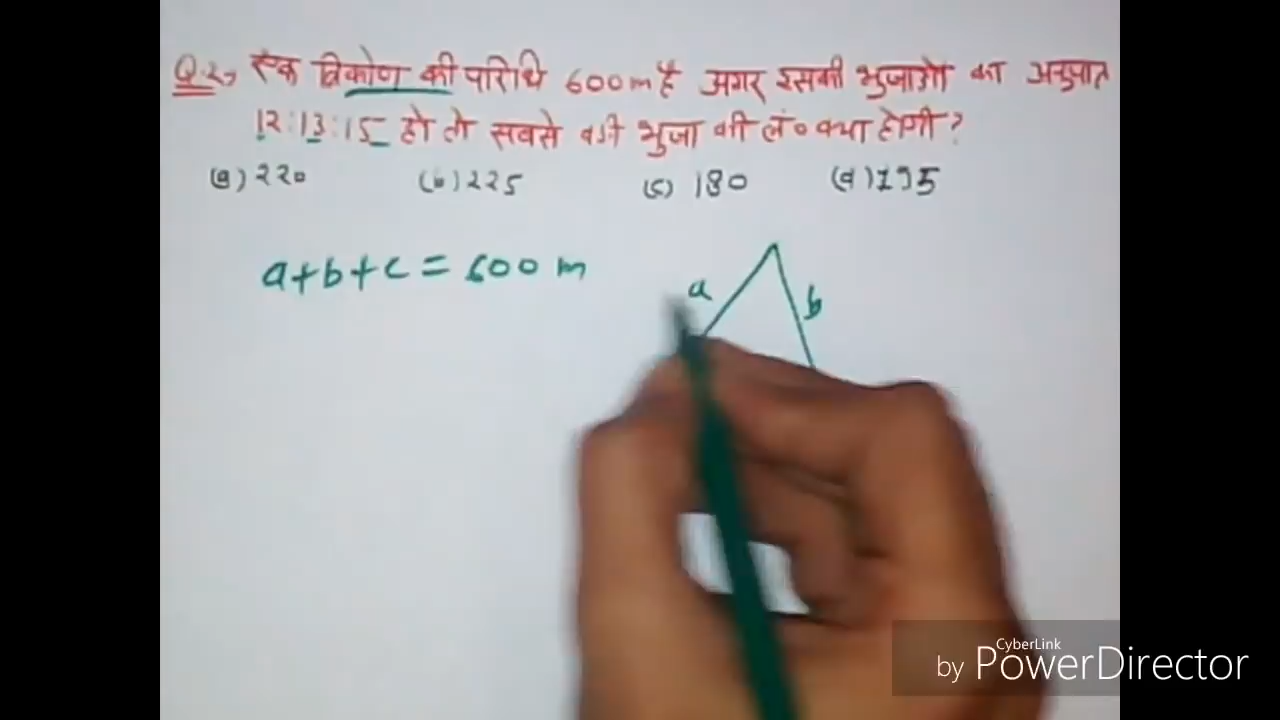 Q.2, एक त्रिकोण की परिधि 600m है अगर इसकी भुजाओ का अनुपात
12:13:15 हो तो सबसे बडी भुजा की लं० क्या होगी?
(a) 220 (b) 225 (c) 180 (d) 195
a+b+c = 600 m
a
b
CyberLink
by PowerDirector